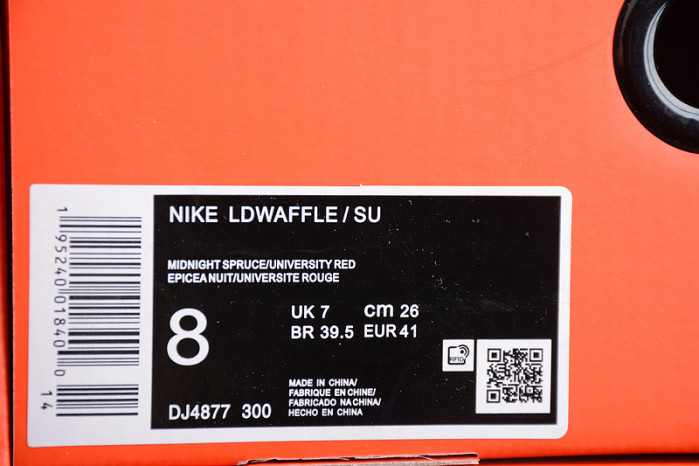 NIKE LDWAFFLE / SU
MIDNIGHT SPRUCE/UNIVERSITY RED
EPICEA NUIT/UNIVERSITE ROUGE
8
UK 7 cm 26
BR 39.5 EUR 41
RFID
DJ4877 300
MADE IN CHINA/
FABRIQUE EN CHINE/
FABRICADO NA CHINA/
HECHO EN CHINA
1 95240 01840 0
14